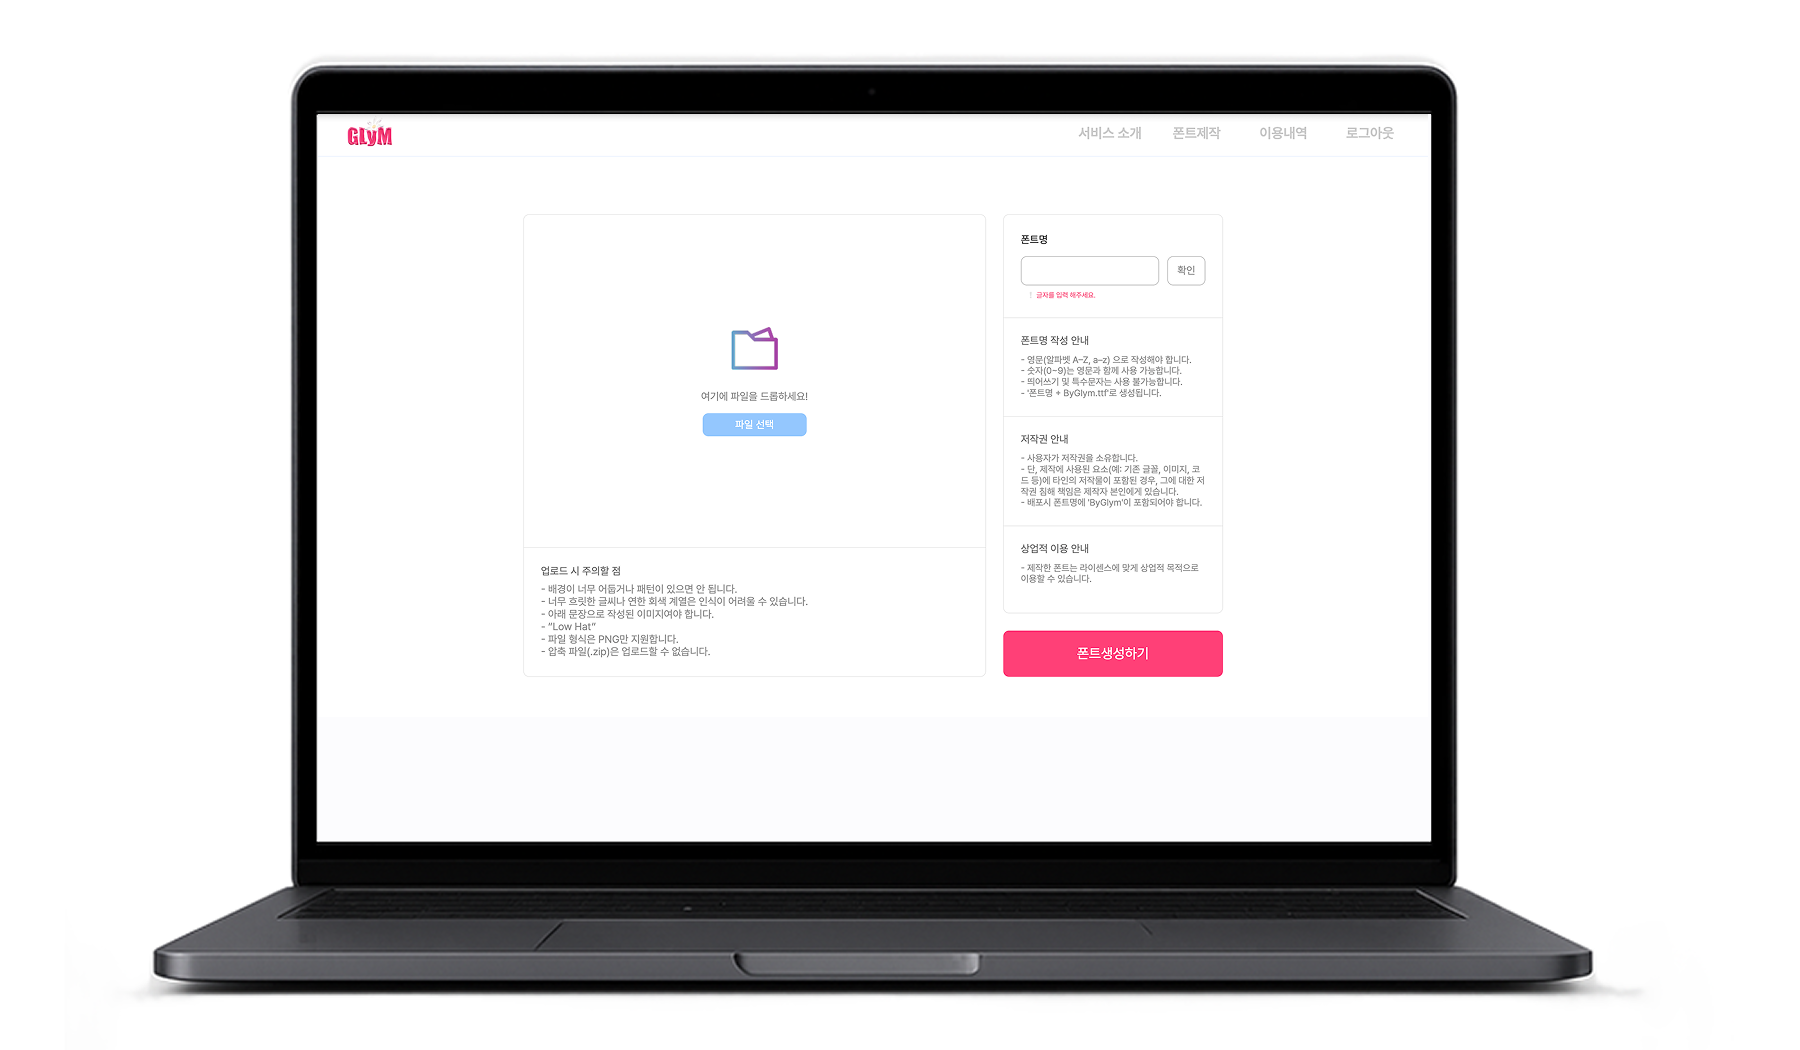 GLyM
서비스 소개
폰트제작
이용내역
로그아웃
여기에 파일을 드롭하세요!
파일 선택
업로드 시 주의할 점
- 배경이 너무 어둡거나 패턴이 있으면 안 됩니다.
- 너무 흐릿한 글씨나 연한 회색 계열은 인식이 어려울 수 있습니다.
- 아래 문장으로 작성된 이미지여야 합니다.
- “Low Hat”
- 파일 형식은 PNG만 지원합니다.
- 압축 파일(.zip)은 업로드할 수 없습니다.
폰트명
확인
! 글자를 입력 해주세요.
폰트명 작성 안내
- 영문(알파벳 A–Z, a–z) 으로 작성해야 합니다.
- 숫자(0–9)는 영문과 함께 사용 가능합니다.
- 띄어쓰기 및 특수문자는 사용 불가능합니다.
- '폰트명 + ByGlym.ttf'로 생성됩니다.
저작권 안내
- 사용자가 저작권을 소유합니다.
- 단, 제작에 사용된 요소(예: 기존 글꼴, 이미지, 코
드 등)에 타인의 저작물이 포함된 경우, 그에 대한 저
작권 침해 책임은 제작자 본인에게 있습니다.
- 배포시 폰트명에 'ByGlym'이 포함되어야 합니다.
상업적 이용 안내
- 제작한 폰트는 라이센스에 맞게 상업적 목적으로
이용할 수 있습니다.
폰트생성하기